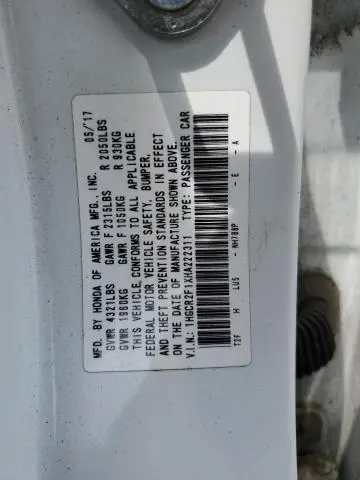 MFD. BY HONDA OF AMERICA MFG., INC. 05/'17
GVWR 4321LBS GAWR F 2315LBS R 2050LBS
GVWR 1960KG GAWR F 1050KG R 930KG
THIS VEHICLE CONFORMS TO ALL APPLICABLE
FEDERAL MOTOR VEHICLE SAFETY, BUMPER,
AND THEFT PREVENTION STANDARDS IN EFFECT
ON THE DATE OF MANUFACTURE SHOWN ABOVE.
V.I.N.: 1HGCR2F1XHA222311 TYPE: PASSENGER CAR
T2F H LU5 - NH788P - E - A